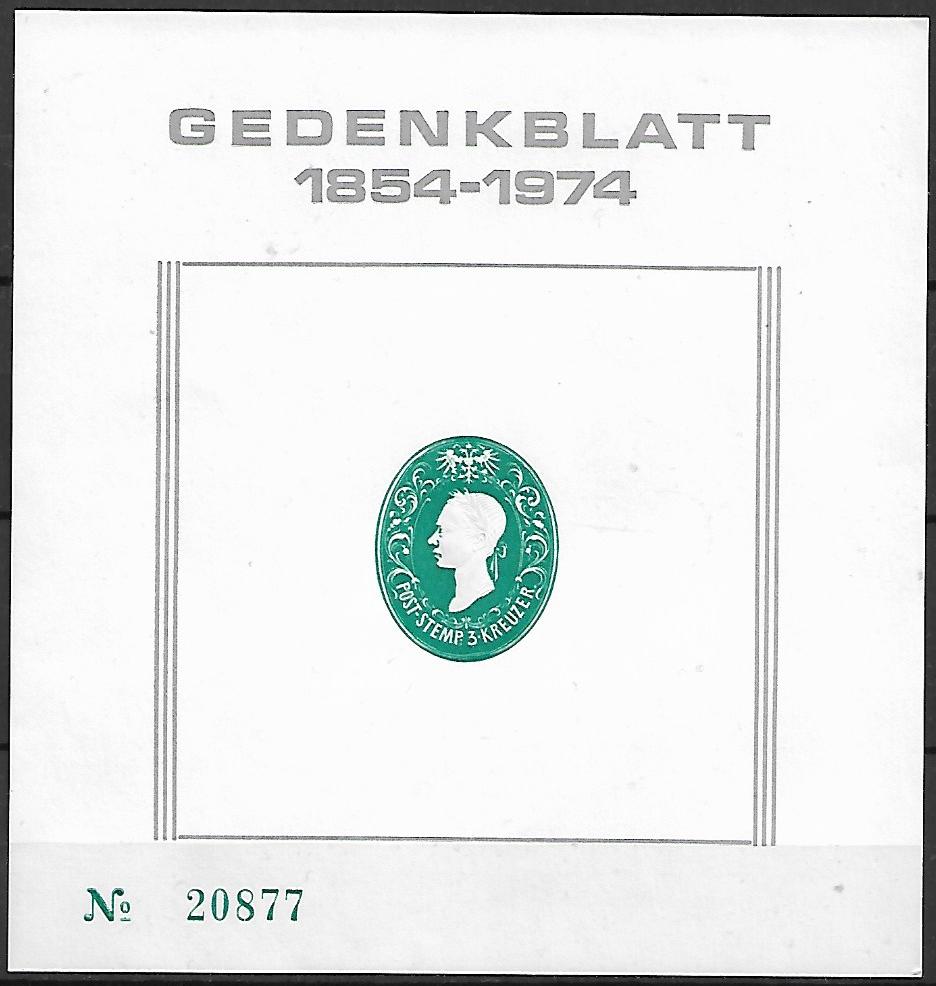 GEDENKBLATT
1854-1974
POST-STEMP. 3·KREUZER
No 20877